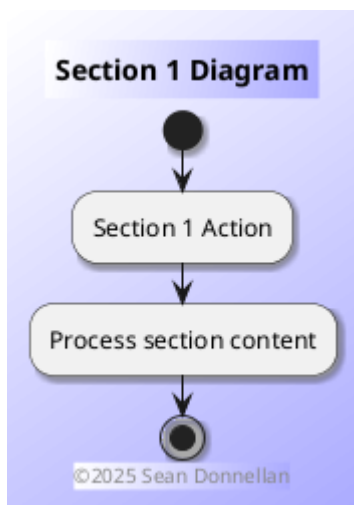 Section 1 Diagram
Section 1 Action
Process section content
©2025 Sean Donnellan